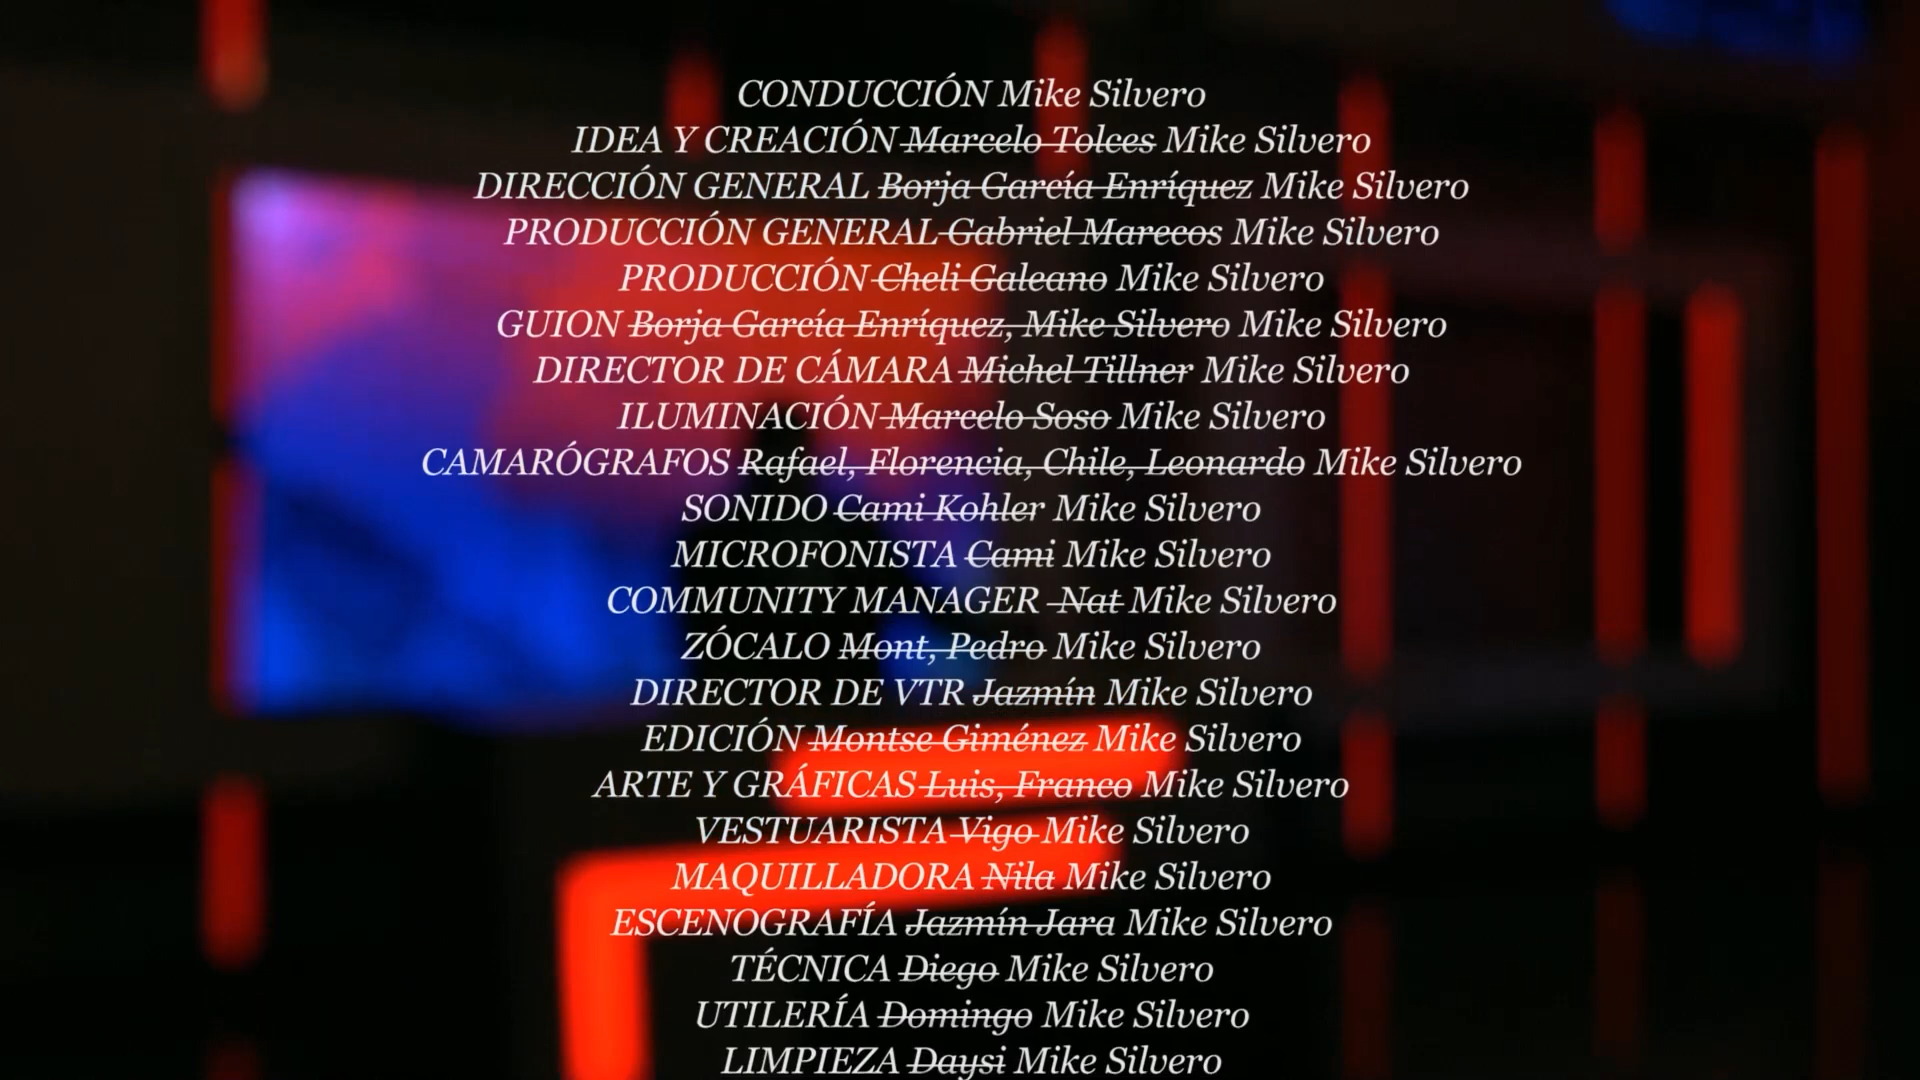 CONDUCCIÓN Mike Silvero
IDEA Y CREACIÓN Marcelo Tolces Mike Silvero
DIRECCIÓN GENERAL Borja García Enríquez Mike Silvero
PRODUCCIÓN GENERAL Gabriel Marecos Mike Silvero
PRODUCCIÓN Cheli Galeano Mike Silvero
GUION Borja García Enríquez, Mike Silvero Mike Silvero
DIRECTOR DE CÁMARA Michel Tillner Mike Silvero
ILUMINACIÓN Marcelo Soso Mike Silvero
CAMARÓGRAFOS Rafael, Florencia, Chile, Leonardo Mike Silvero
SONIDO Cami Kohler Mike Silvero
MICROFONISTA Cami Mike Silvero
COMMUNITY MANAGER Nat Mike Silvero
ZÓCALO Mont, Pedro Mike Silvero
DIRECTOR DE VTR Jazmín Mike Silvero
EDICIÓN Montse Giménez Mike Silvero
ARTE Y GRÁFICAS Luis, Franco Mike Silvero
VESTUARISTA Vigo Mike Silvero
MAQUILLADORA Nila Mike Silvero
ESCENOGRAFÍA Jazmín Jara Mike Silvero
TÉCNICA Diego Mike Silvero
UTILERÍA Domingo Mike Silvero
LIMPIEZA Daysi Mike Silvero